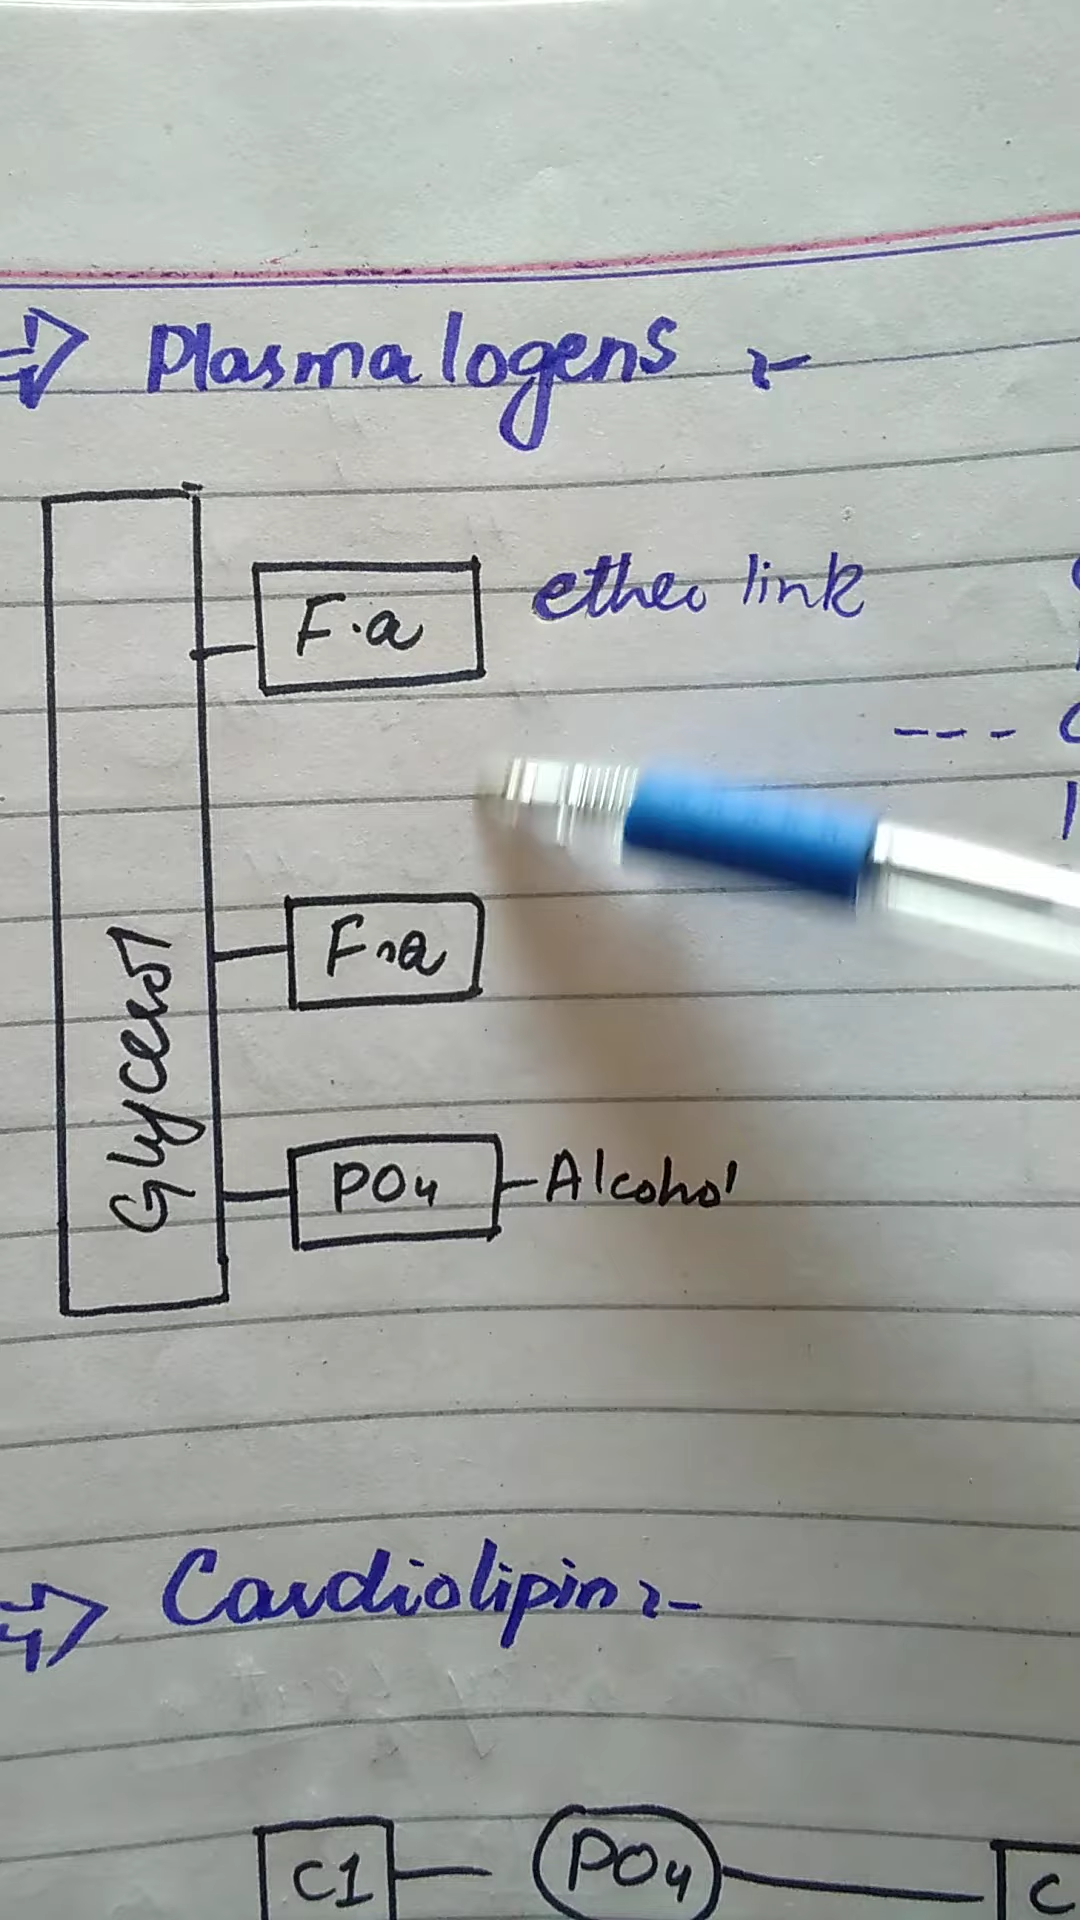 ⇒ Plasmalogens :-
F.a ether link
---
F.a
Glycerol
PO4 - Alcohol
⇒ Cardiolipin :-
C1 PO4 C